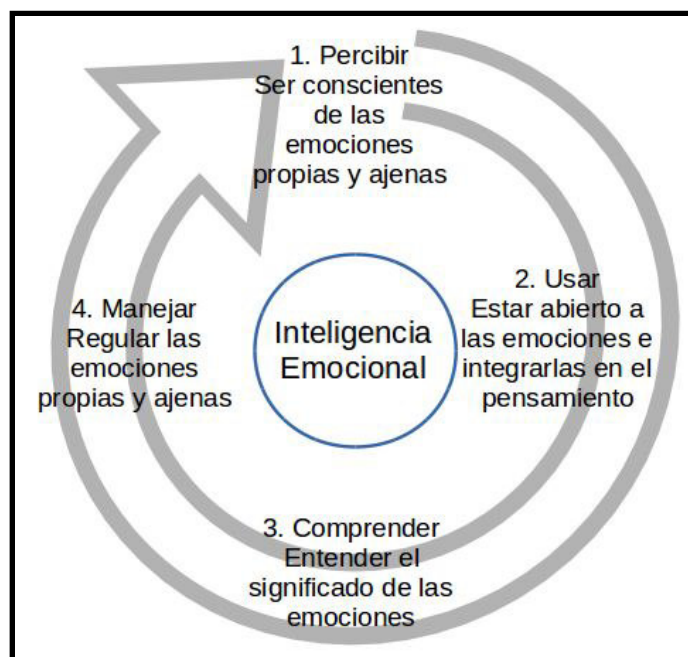 1. Percibir
Ser conscientes
de las
emociones
propias y ajenas
2. Usar
Estar abierto a
las emociones e
integrarlas en el
pensamiento
3. Comprender
Entender el
significado de las
emociones
4. Manejar
Regular las
emociones
propias y ajenas
Inteligencia
Emocional